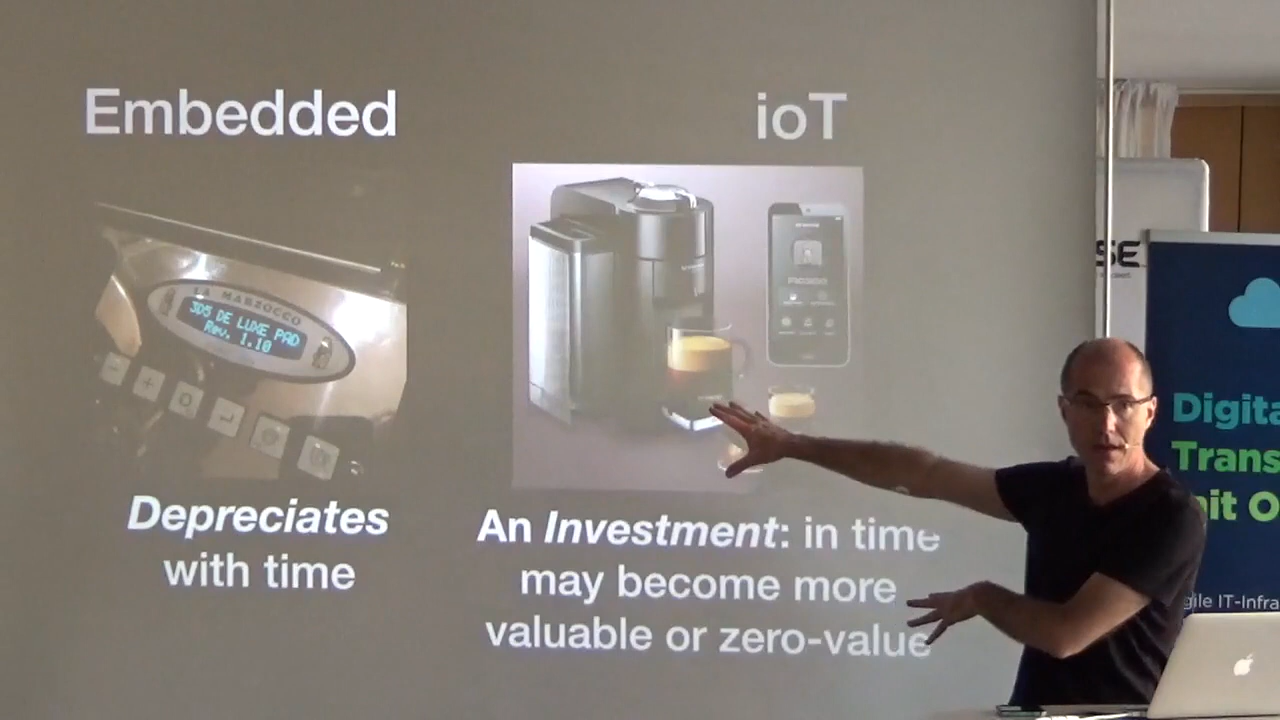 Embedded
ioT
LA MARZOCCO
3D5 DE LUXE PAD
Rev. 1.10
Depreciates
with time
An Investment: in time
may become more
valuable or zero-value
SE
Digita
Trans
it O
gile IT-Infra